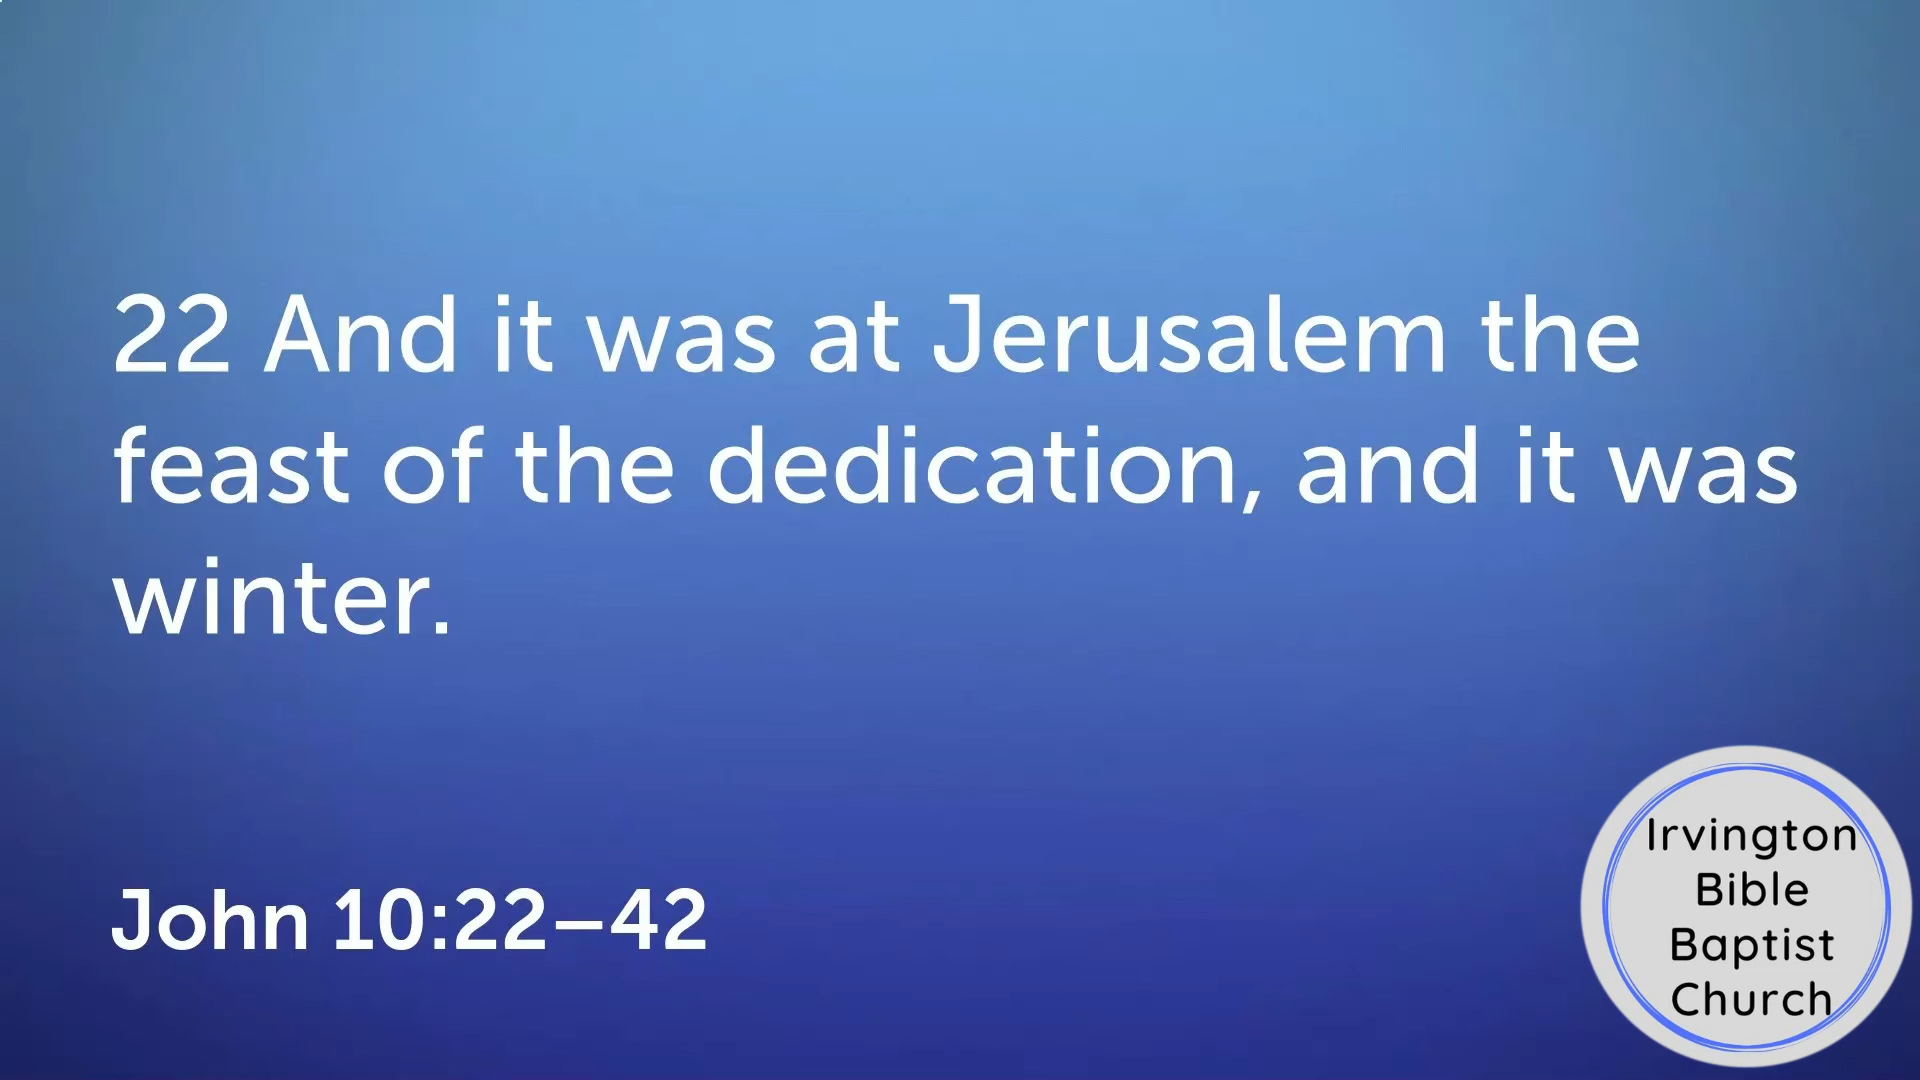 22 And it was at Jerusalem the
feast of the dedication, and it was
winter.
John 10:22–42
Irvington
Bible
Baptist
Church